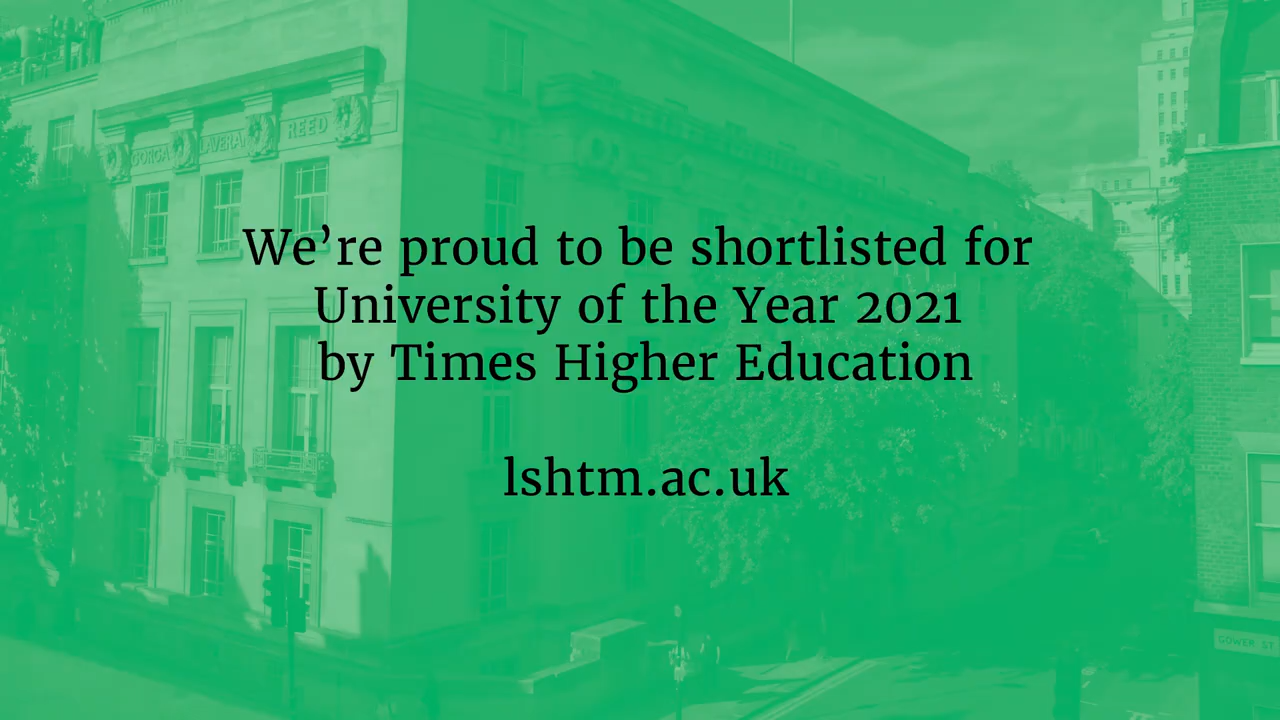 GORGAS LAVERAN REED
We’re proud to be shortlisted for
University of the Year 2021
by Times Higher Education
lshtm.ac.uk
GOWER ST